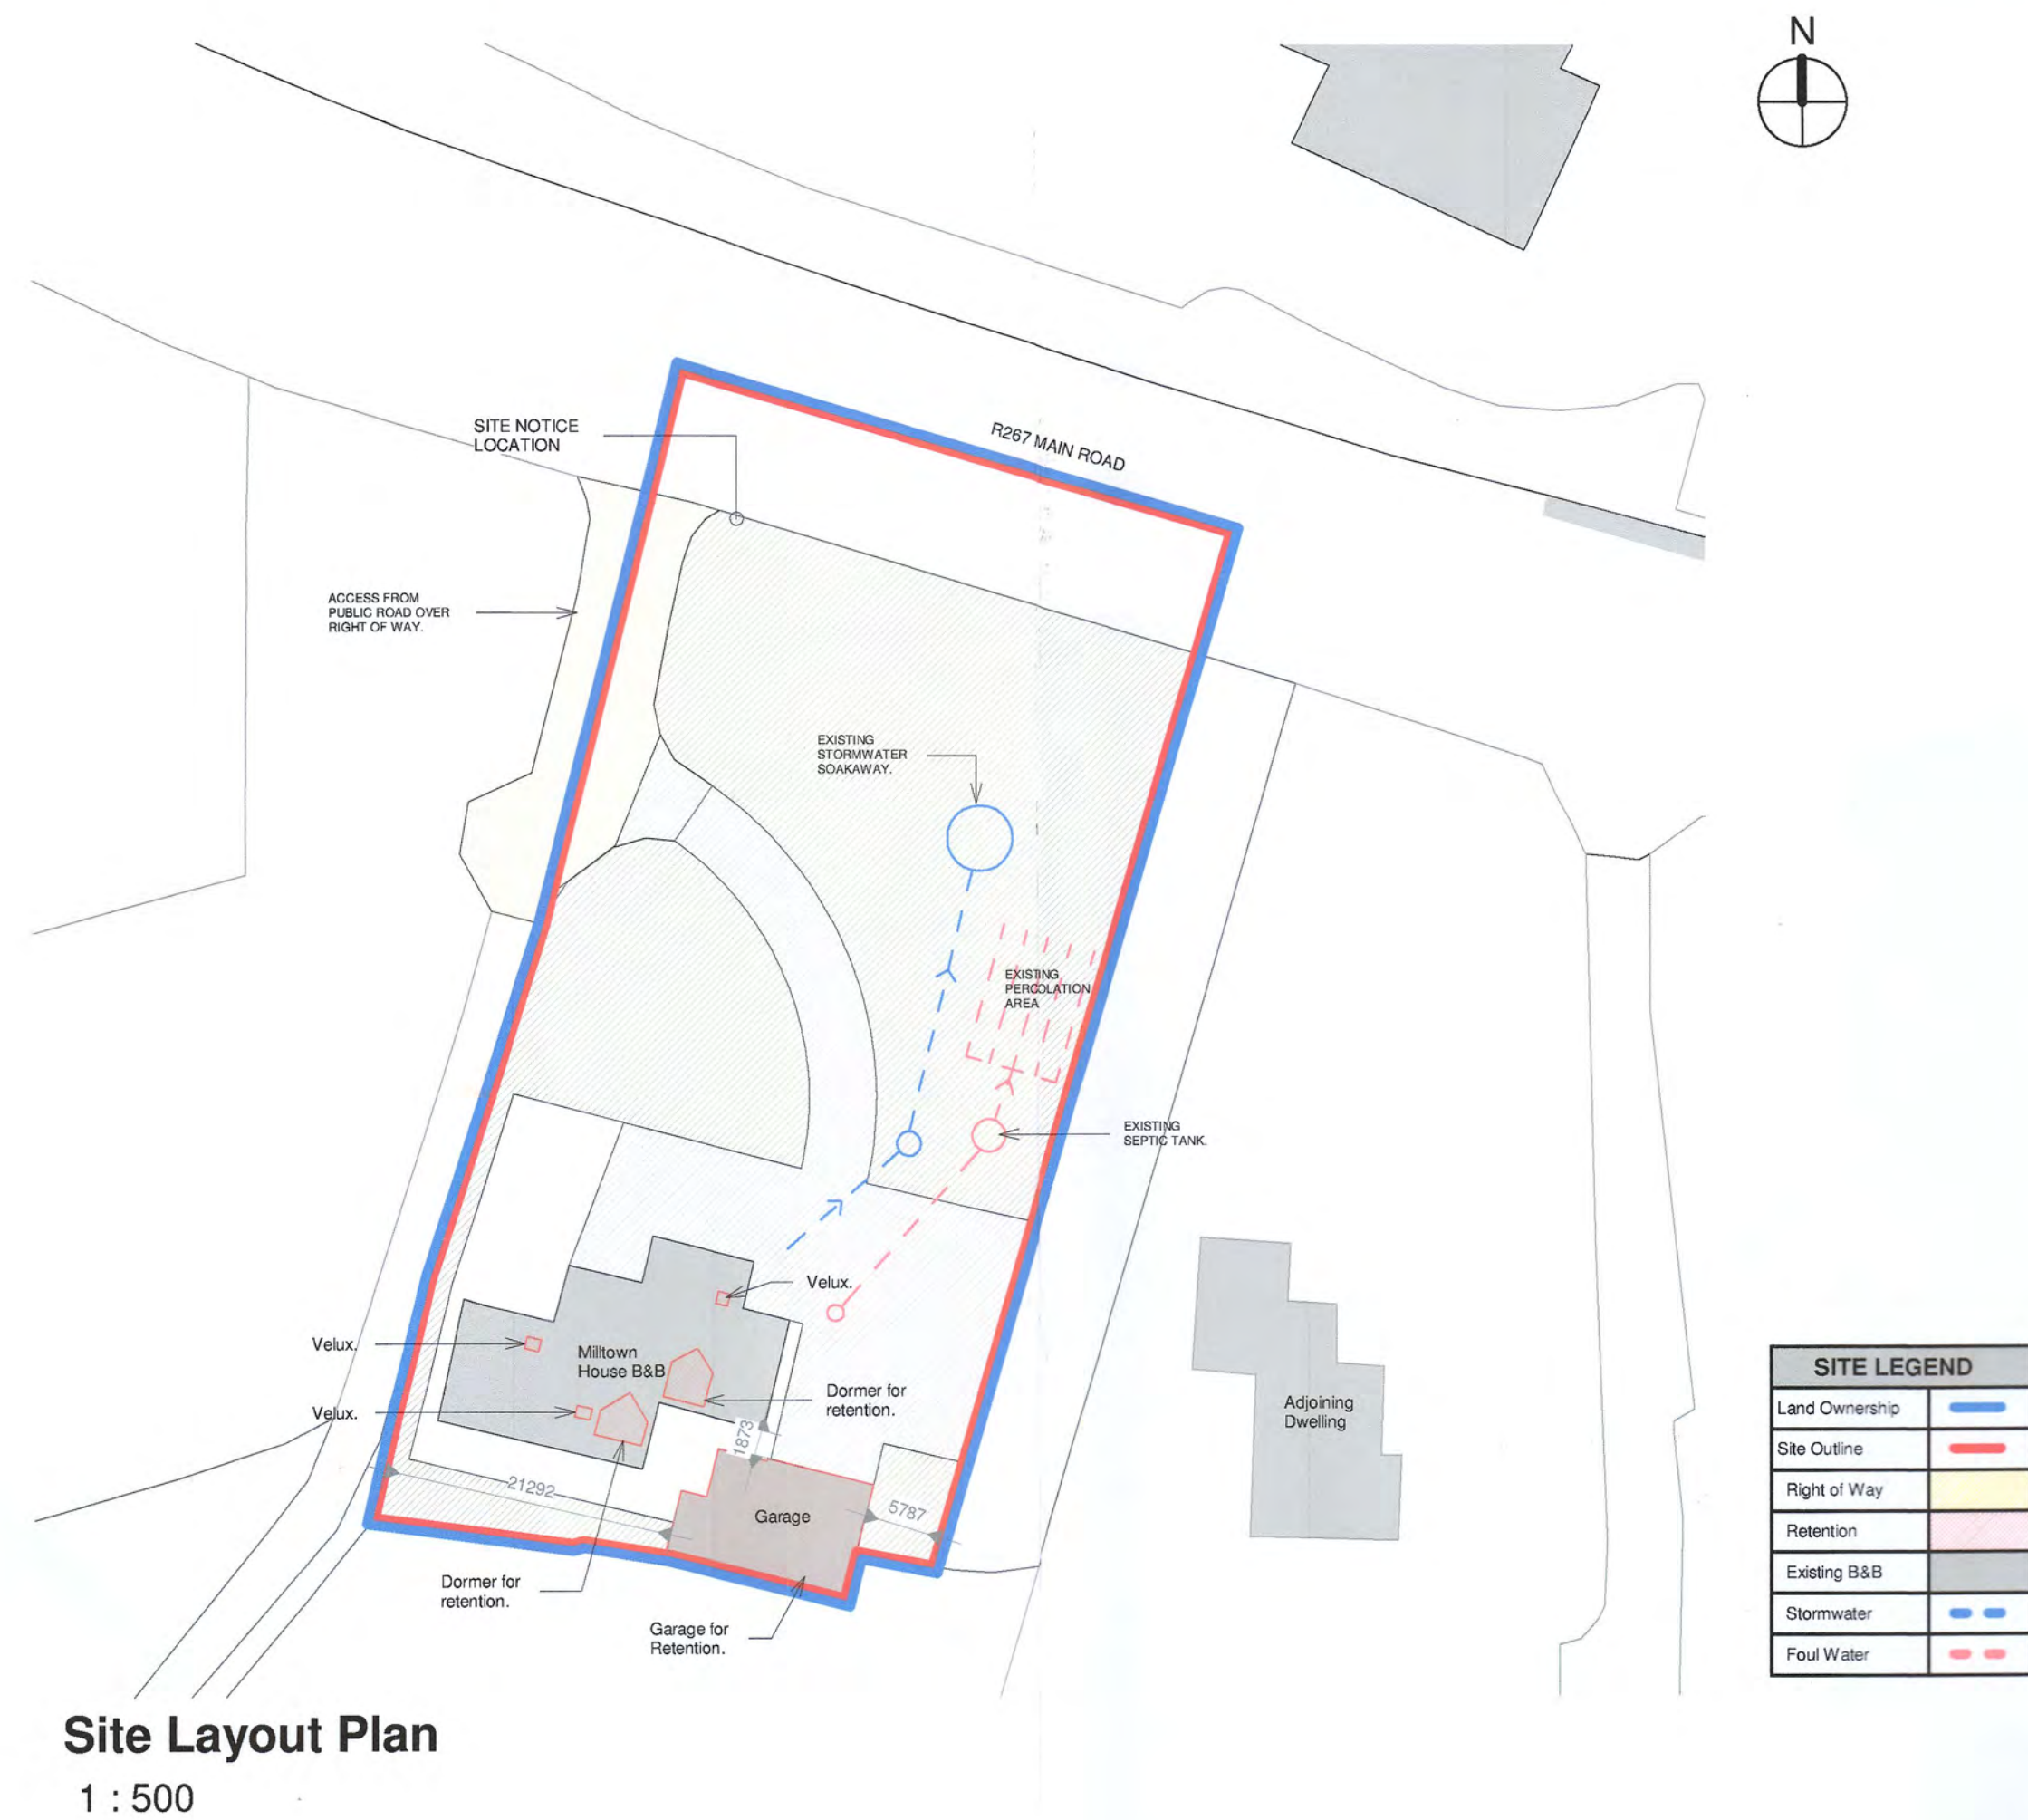 N
SITE NOTICE
LOCATION
R267 MAIN ROAD
ACCESS FROM
PUBLIC ROAD OVER
RIGHT OF WAY.
EXISTING
STORMWATER
SOAKAWAY.
EXISTING
PERCOLATION
AREA
EXISTING
SEPTIC TANK.
Velux.
Velux.
Milltown
House B&B
Dormer for
retention.
Velux.
1873
21292
Garage
5787
Adjoining
Dwelling
Dormer for
retention.
Garage for
Retention.
SITE LEGEND
Land Ownership
Site Outline
Right of Way
Retention
Existing B&B
Stormwater
Foul Water
Site Layout Plan
1 : 500